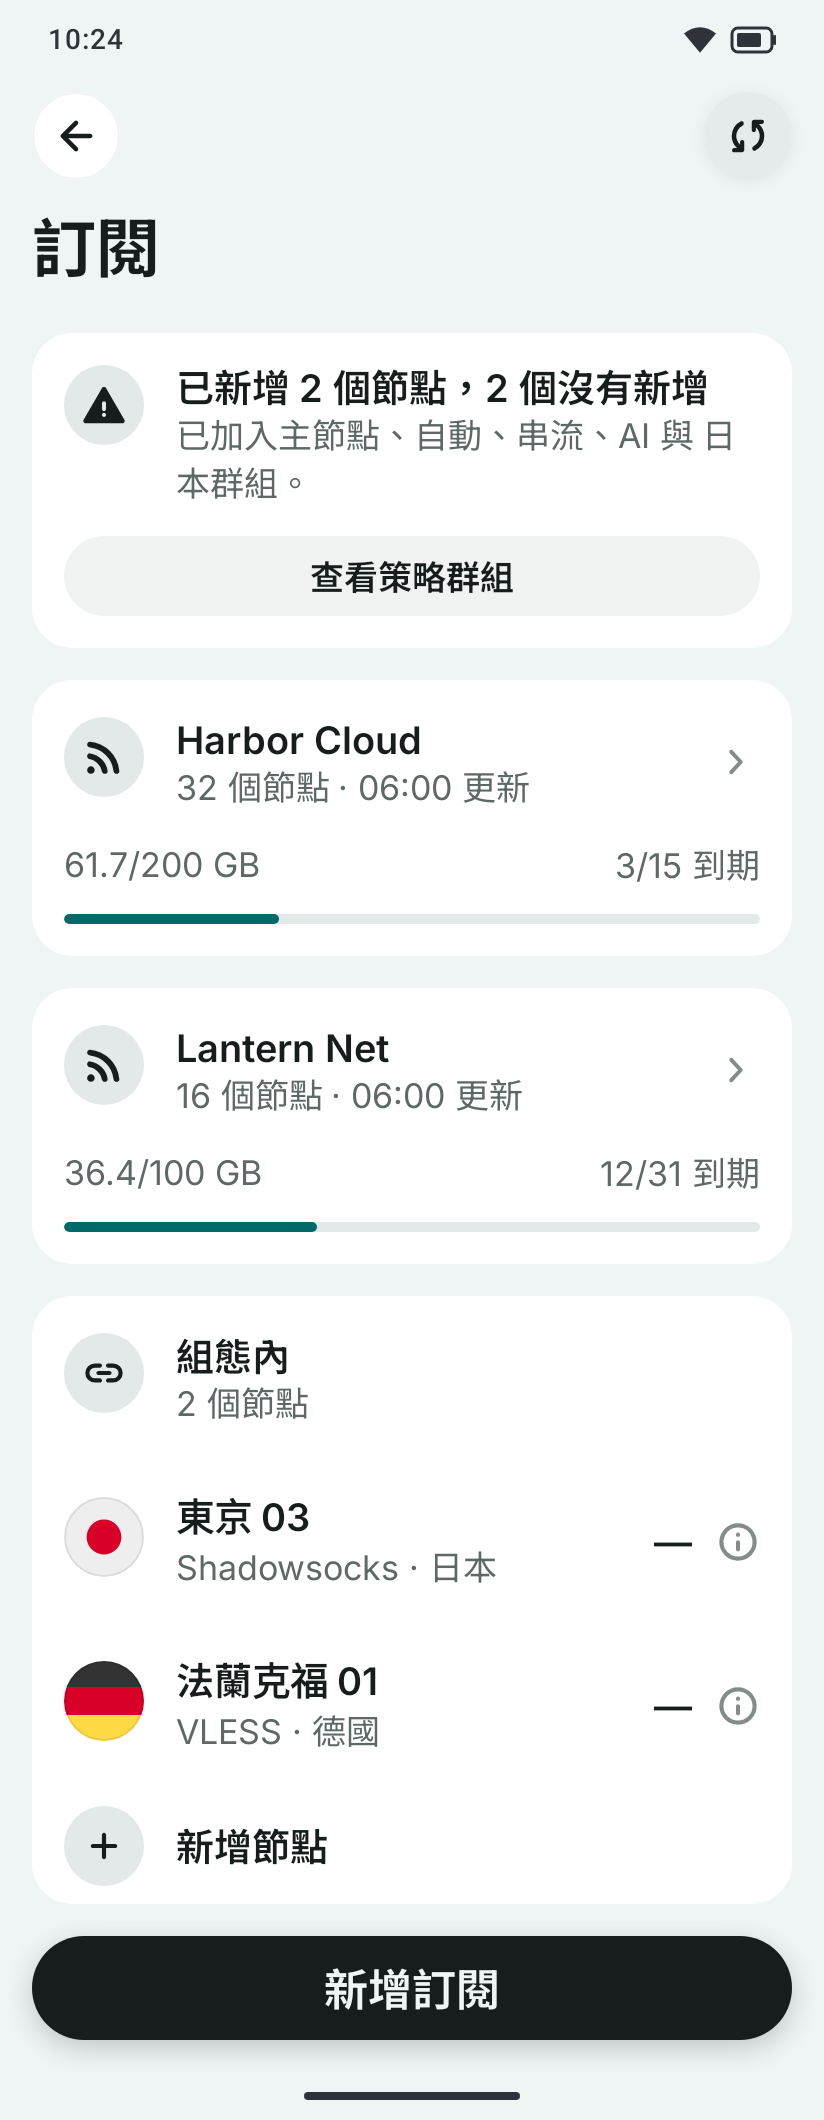 10:24
訂閱
已新增 2 個節點，2 個沒有新增
已加入主節點、自動、串流、AI 與 日
本群組。
查看策略群組
Harbor Cloud
32 個節點 · 06:00 更新
61.7/200 GB
3/15 到期
Lantern Net
16 個節點 · 06:00 更新
36.4/100 GB
12/31 到期
組態內
2 個節點
東京 03
—
Shadowsocks · 日本
法蘭克福 01
—
VLESS · 德國
新增節點
新增訂閱